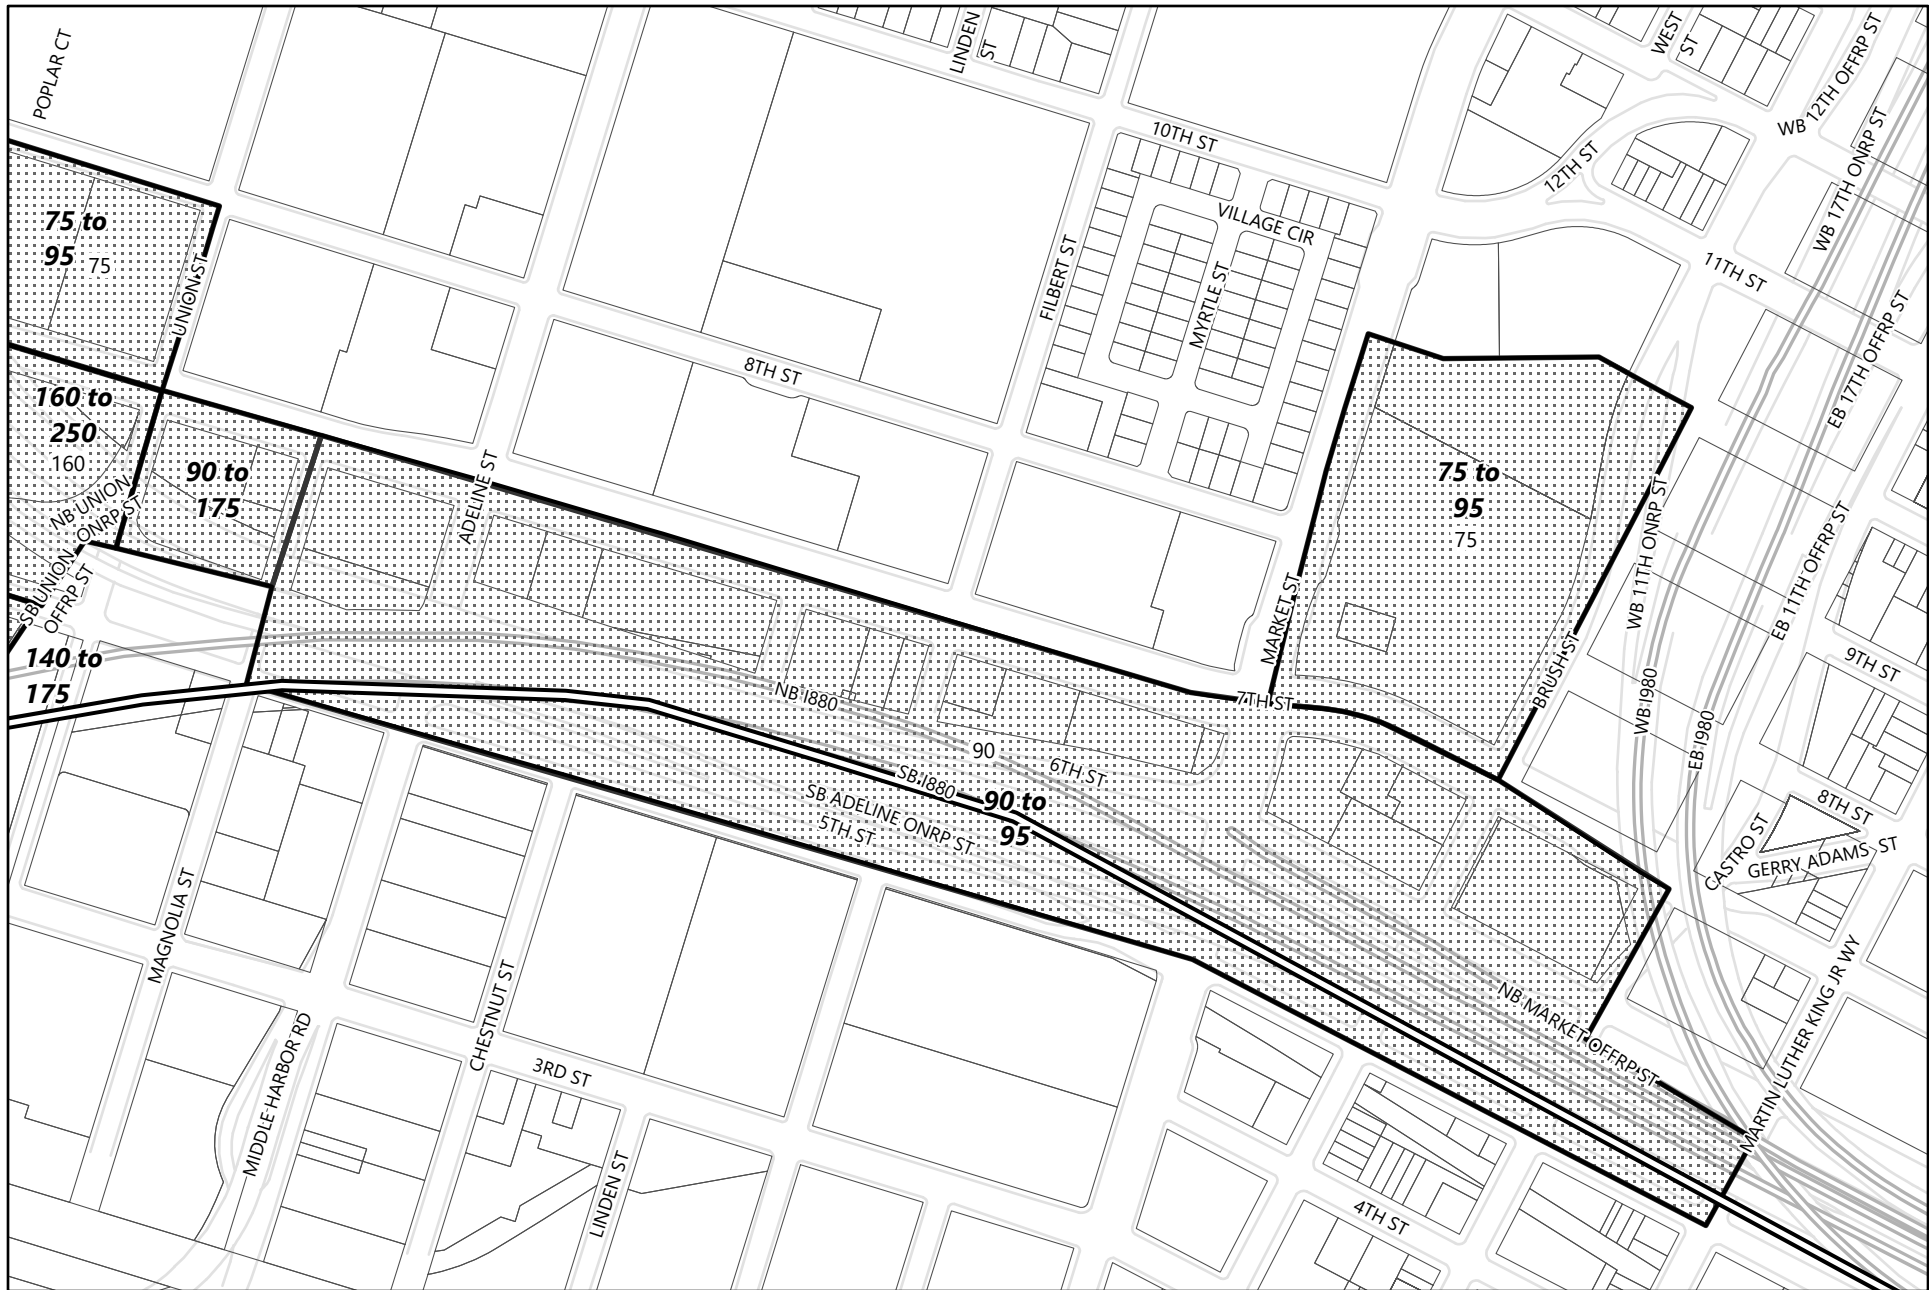 POPLAR CT
LINDEN
ST
WEST
ST
WB 12TH OFFRP ST
WB 17TH ONRP ST
10TH ST
12TH ST
VILLAGE CIR
11TH ST
75 to
95
75
UNION ST
FILBERT ST
MYRTLE ST
EB 17TH OFFRP ST
8TH ST
160 to
250
160
90 to
175
NB UNION
ONRP ST
ADELINE ST
75 to
95
75
WB 11TH ONRP ST
EB 11TH OFFRP ST
SB UNION
OFFRP ST
MARKET ST
BRUSH ST
9TH ST
140 to
175
NB I880
7TH ST
WB I980
EB I980
90
6TH ST
SB I880
90 to
95
SB ADELINE ONRP ST
5TH ST
8TH ST
CASTRO ST
GERRY ADAMS ST
MAGNOLIA ST
CHESTNUT ST
MIDDLE HARBOR RD
NB MARKET OFFRP ST
MARTIN LUTHER KING JR WY
3RD ST
LINDEN ST
4TH ST